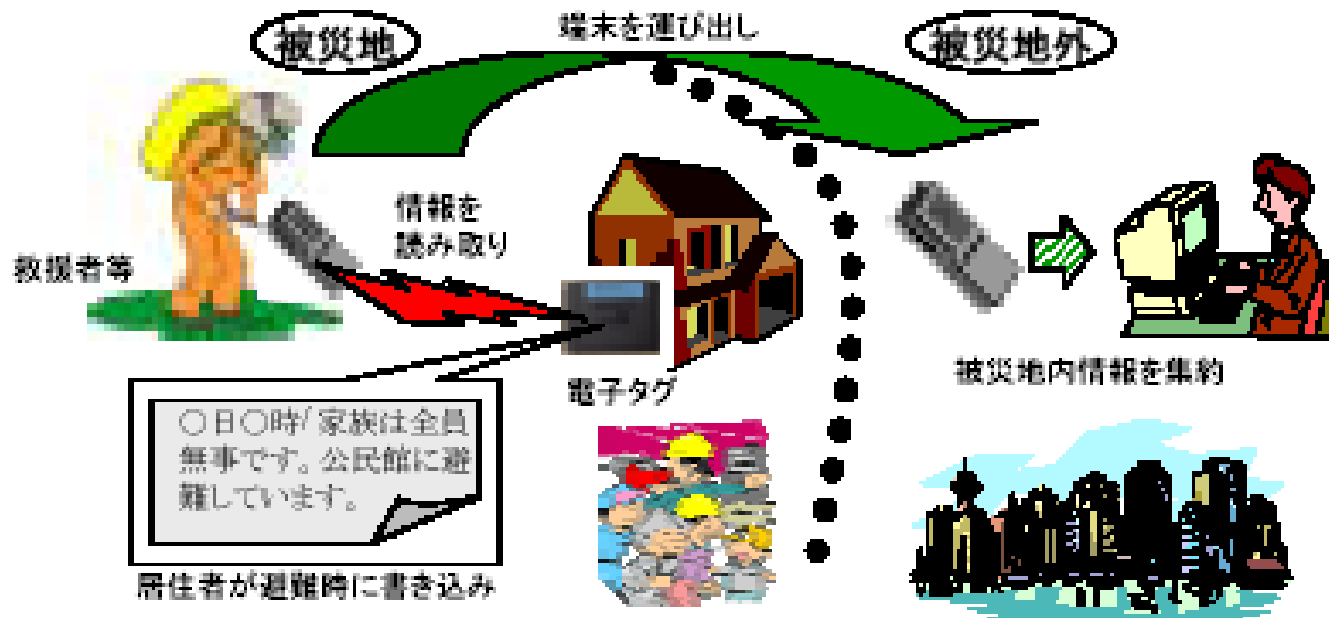 被災地
端末を運び出し
被災地外
情報を
読み取り
救援者等
電子タグ
被災地内情報を集約
〇日〇時/家族は全員
無事です。公民館に避
難しています。
居住者が避難時に書き込み